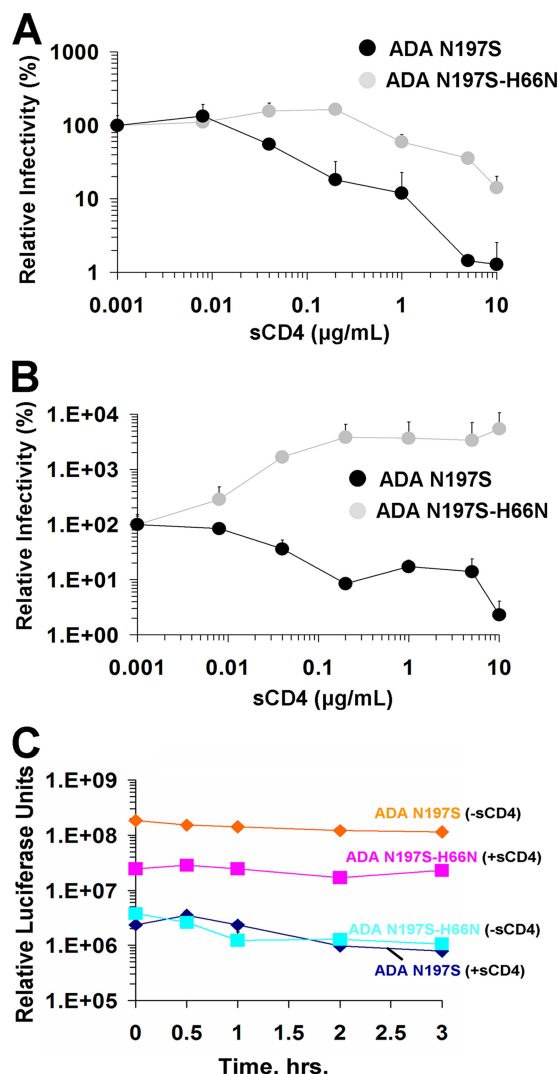 A
Relative Infectivity (%)
1000
100
10
1
ADA N197S
ADA N197S-H66N
0.001 0.01 0.1 1 10
sCD4 (µg/mL)
B
Relative Infectivity (%)
1.E+04
1.E+03
1.E+02
1.E+01
1.E+00
ADA N197S
ADA N197S-H66N
0.001 0.01 0.1 1 10
sCD4 (µg/mL)
C
Relative Luciferase Units
1.E+09
1.E+08
1.E+07
1.E+06
1.E+05
ADA N197S (-sCD4)
ADA N197S-H66N (+sCD4)
ADA N197S-H66N (-sCD4)
ADA N197S (+sCD4)
0 0.5 1 1.5 2 2.5 3
Time, hrs.